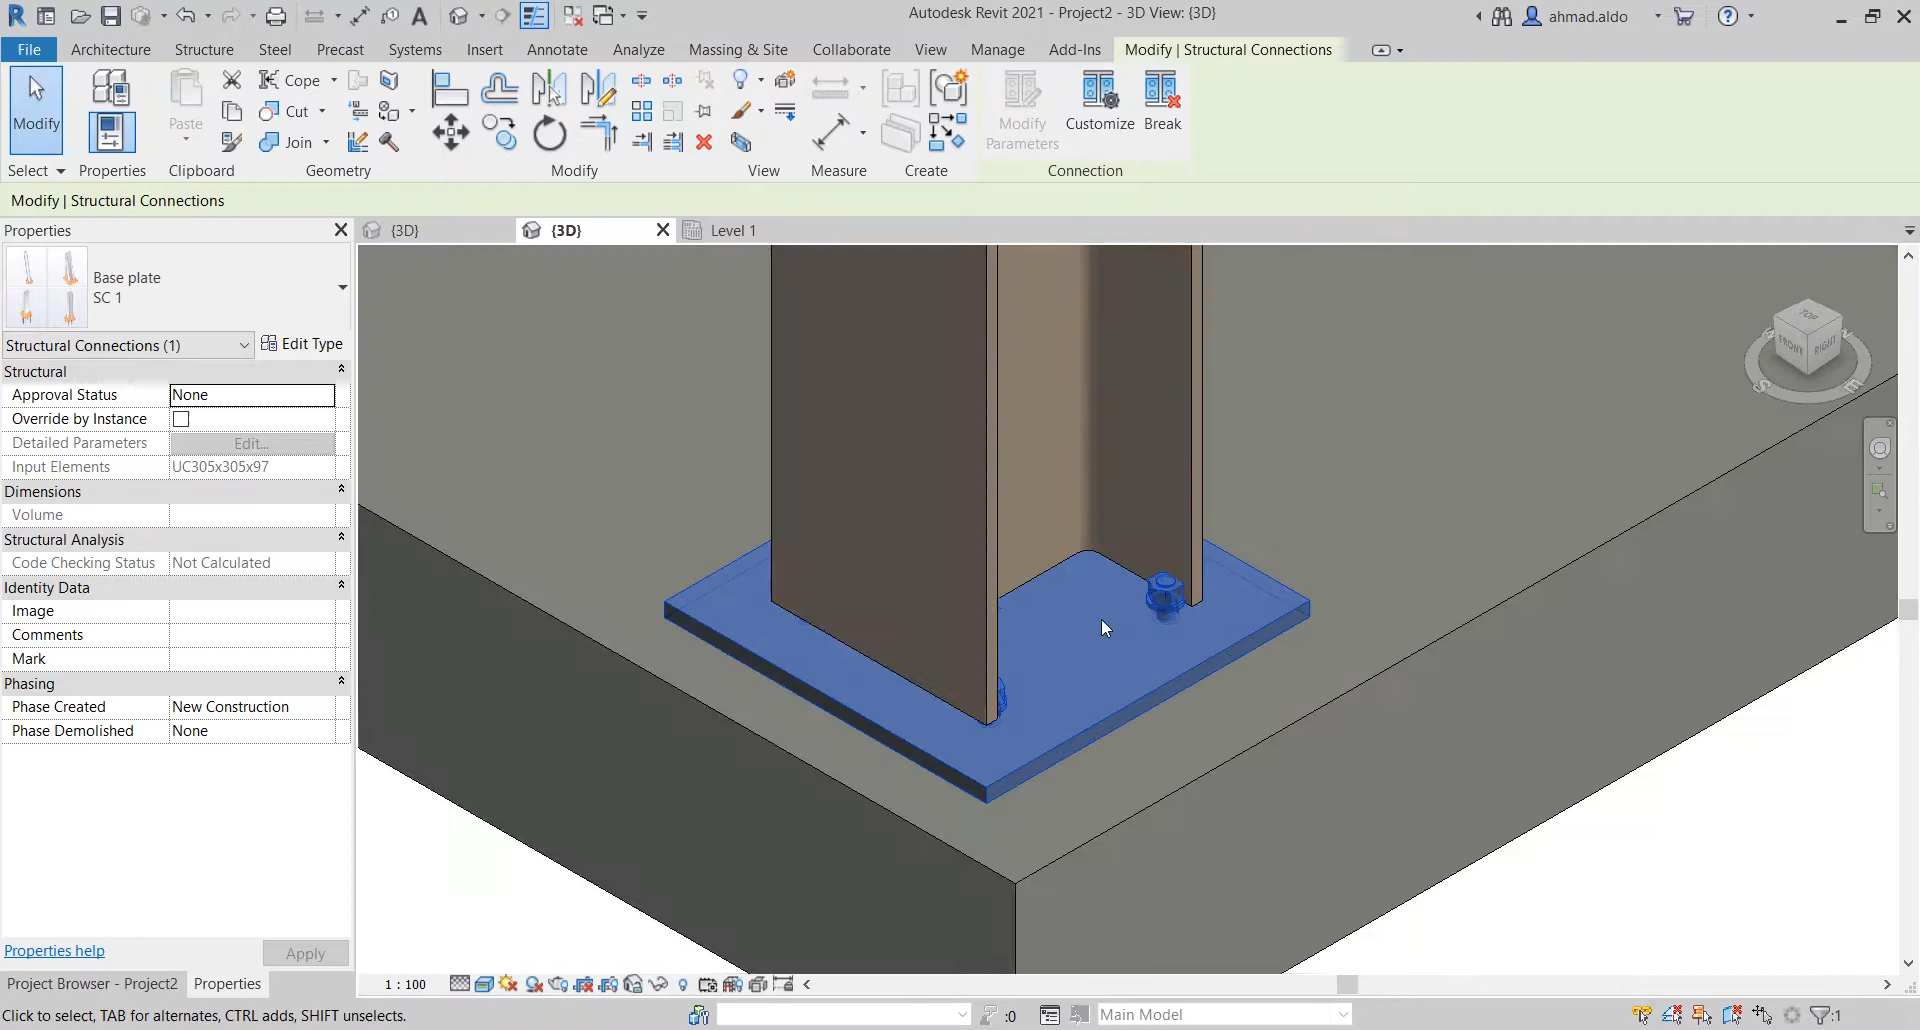 Autodesk Revit 2021 - Project2 - 3D View: {3D}
ahmad.aldo
File
Architecture
Structure
Steel
Precast
Systems
Insert
Annotate
Analyze
Massing & Site
Collaborate
View
Manage
Add-Ins
Modify | Structural Connections
Modify
Paste
Cope
Cut
Join
Modify
Parameters
Customize
Break
Select
Properties
Clipboard
Geometry
Modify
View
Measure
Create
Connection
Modify | Structural Connections
Properties
{3D}
{3D}
Level 1
Base plate
SC 1
Structural Connections (1)
Edit Type
Structural
Approval Status None
Override by Instance
Detailed Parameters Edit...
Input Elements UC305x305x97
Dimensions
Volume
Structural Analysis
Code Checking Status Not Calculated
Identity Data
Image
Comments
Mark
Phasing
Phase Created New Construction
Phase Demolished None
TOP
FRONT
RIGHT
S
E
Properties help
Apply
Project Browser - Project2
Properties
1 : 100
Click to select, TAB for alternates, CTRL adds, SHIFT unselects.
:0
Main Model
:1